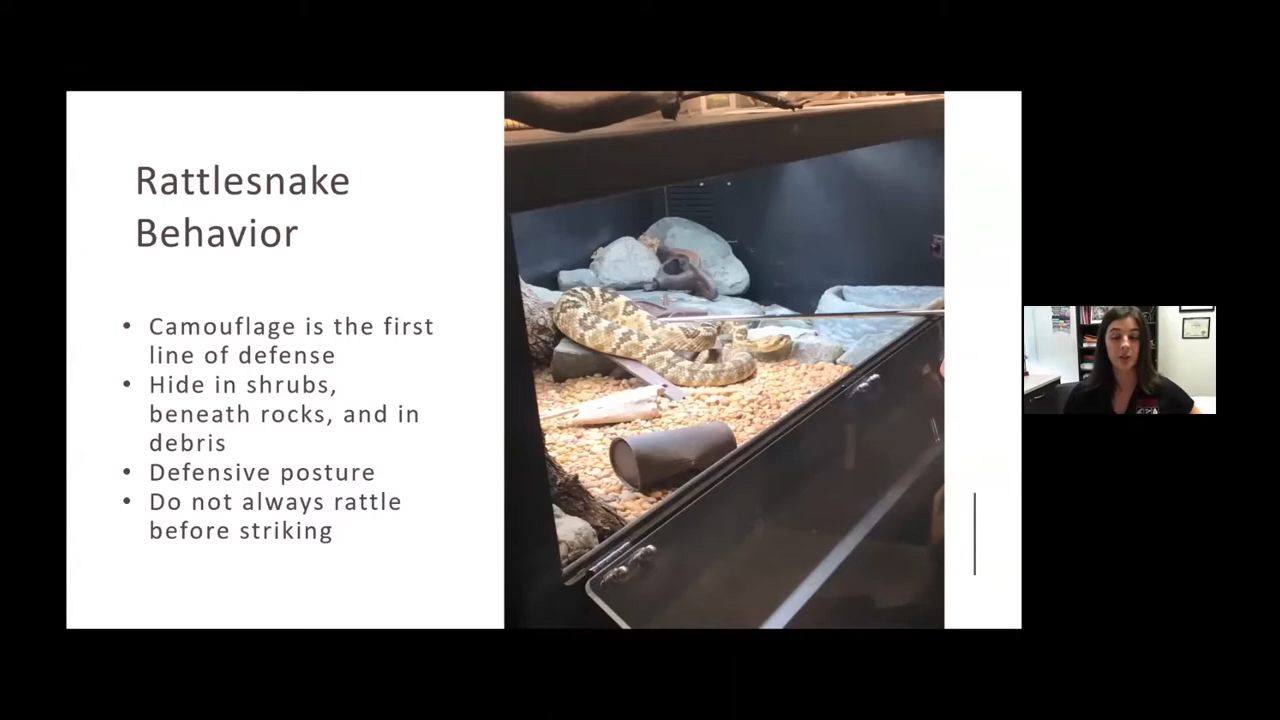 Rattlesnake
Behavior
• Camouflage is the first
line of defense
• Hide in shrubs,
beneath rocks, and in
debris
• Defensive posture
• Do not always rattle
before striking